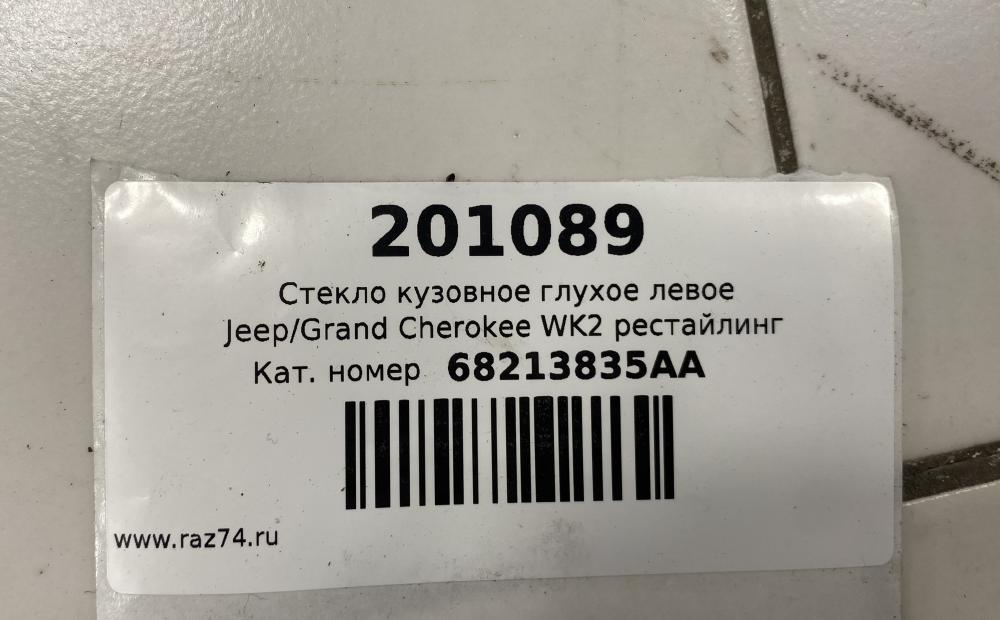 201089
Стекло кузовное глухое левое
Jeep/Grand Cherokee WK2 рестайлинг
Кат. номер 68213835AA
www.raz74.ru